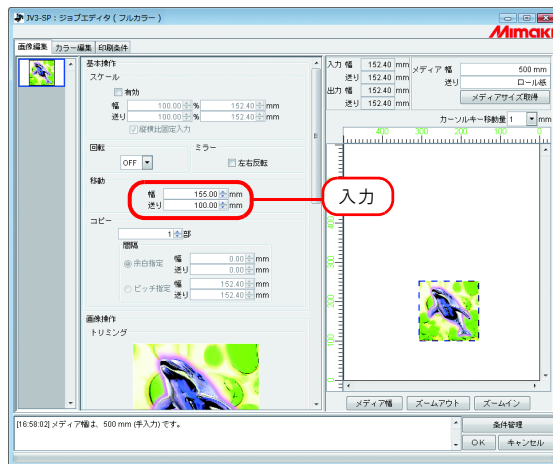 JV3-SP : ジョブエディタ ( フルカラー )
Mimaki
画像編集 カラー編集 印刷条件
基本操作
スケール
有効
幅 100.00 % 152.40 mm
送り 100.00 % 152.40 mm
縦横比固定入力
回転 ミラー
OFF 左右反転
移動
幅 155.00 mm
送り 100.00 mm
入力
コピー
1 部
間隔
余白指定 幅 0.00 mm
送り 0.00 mm
ピッチ指定 幅 152.40 mm
送り 152.40 mm
画像操作
トリミング
入力 幅 152.40 mm
送り 152.40 mm
出力 幅 152.40 mm
送り 152.40 mm
メディア 幅 500 mm
送り ロール紙
メディアサイズ取得
カーソルキー移動量 1 mm
400 300 200 100 0
300
200
100
0
メディア幅 ズームアウト ズームイン
[16:58:02] メディア幅は、500 mm (手入力) です。
条件管理
OK キャンセル